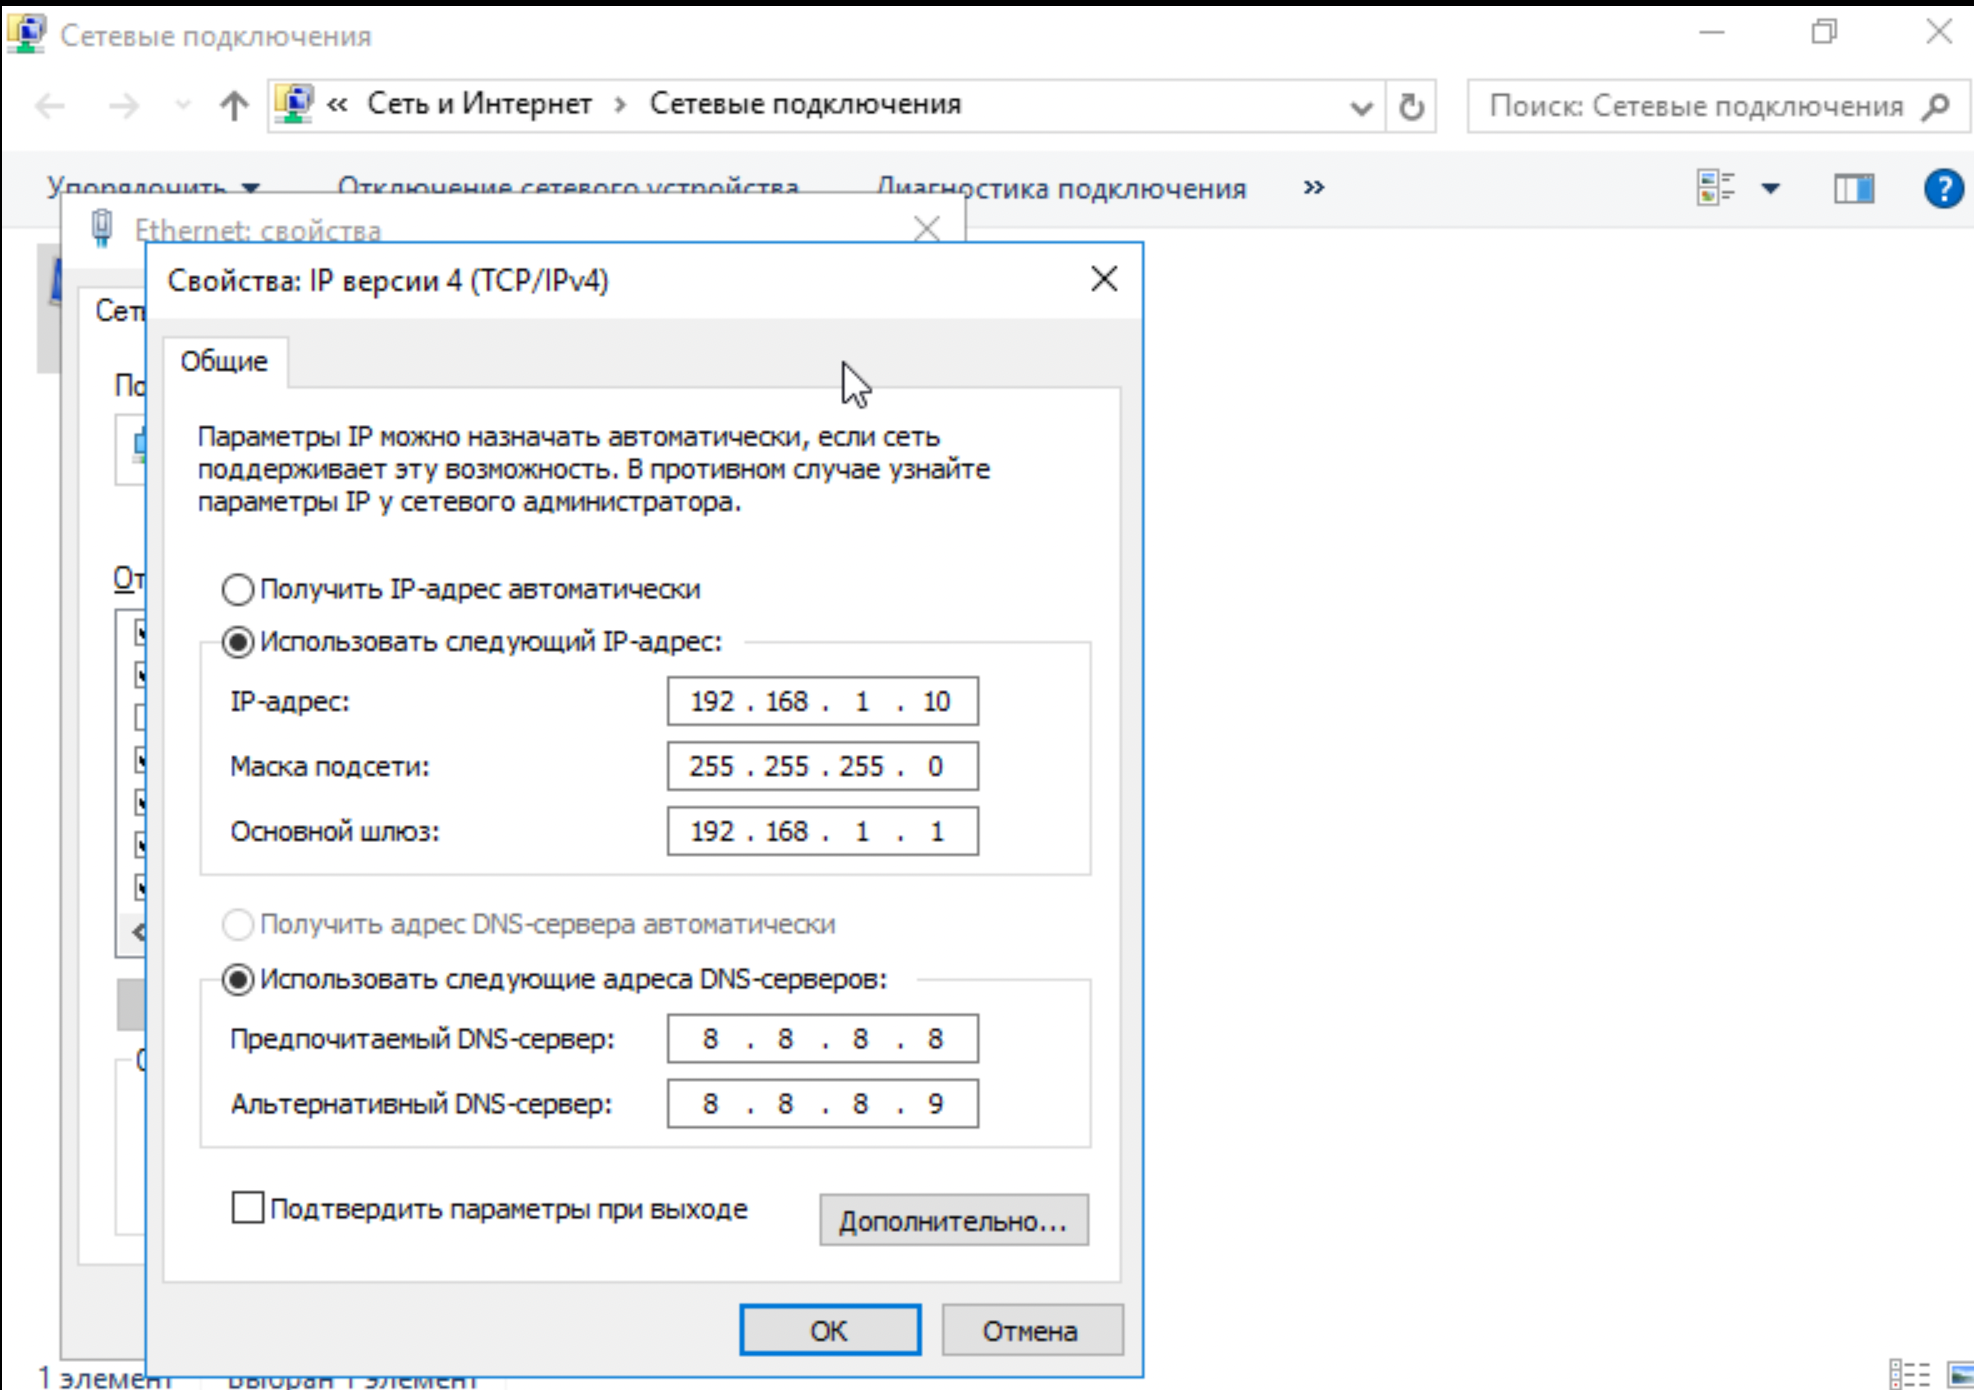 Сетевые подключения
« Сеть и Интернет › Сетевые подключения
Поиск: Сетевые подключения
Упорядочить
Отключение сетевого устройства
Диагностика подключения
»
Ethernet: свойства
Свойства: IP версии 4 (TCP/IPv4)
Общие
Параметры IP можно назначать автоматически, если сеть
поддерживает эту возможность. В противном случае узнайте
параметры IP у сетевого администратора.
Получить IP-адрес автоматически
Использовать следующий IP-адрес:
IP-адрес: 192 . 168 . 1 . 10
Маска подсети: 255 . 255 . 255 . 0
Основной шлюз: 192 . 168 . 1 . 1
Получить адрес DNS-сервера автоматически
Использовать следующие адреса DNS-серверов:
Предпочитаемый DNS-сервер: 8 . 8 . 8 . 8
Альтернативный DNS-сервер: 8 . 8 . 8 . 9
Подтвердить параметры при выходе
Дополнительно...
OK
Отмена
1 элемент
Выбран 1 элемент